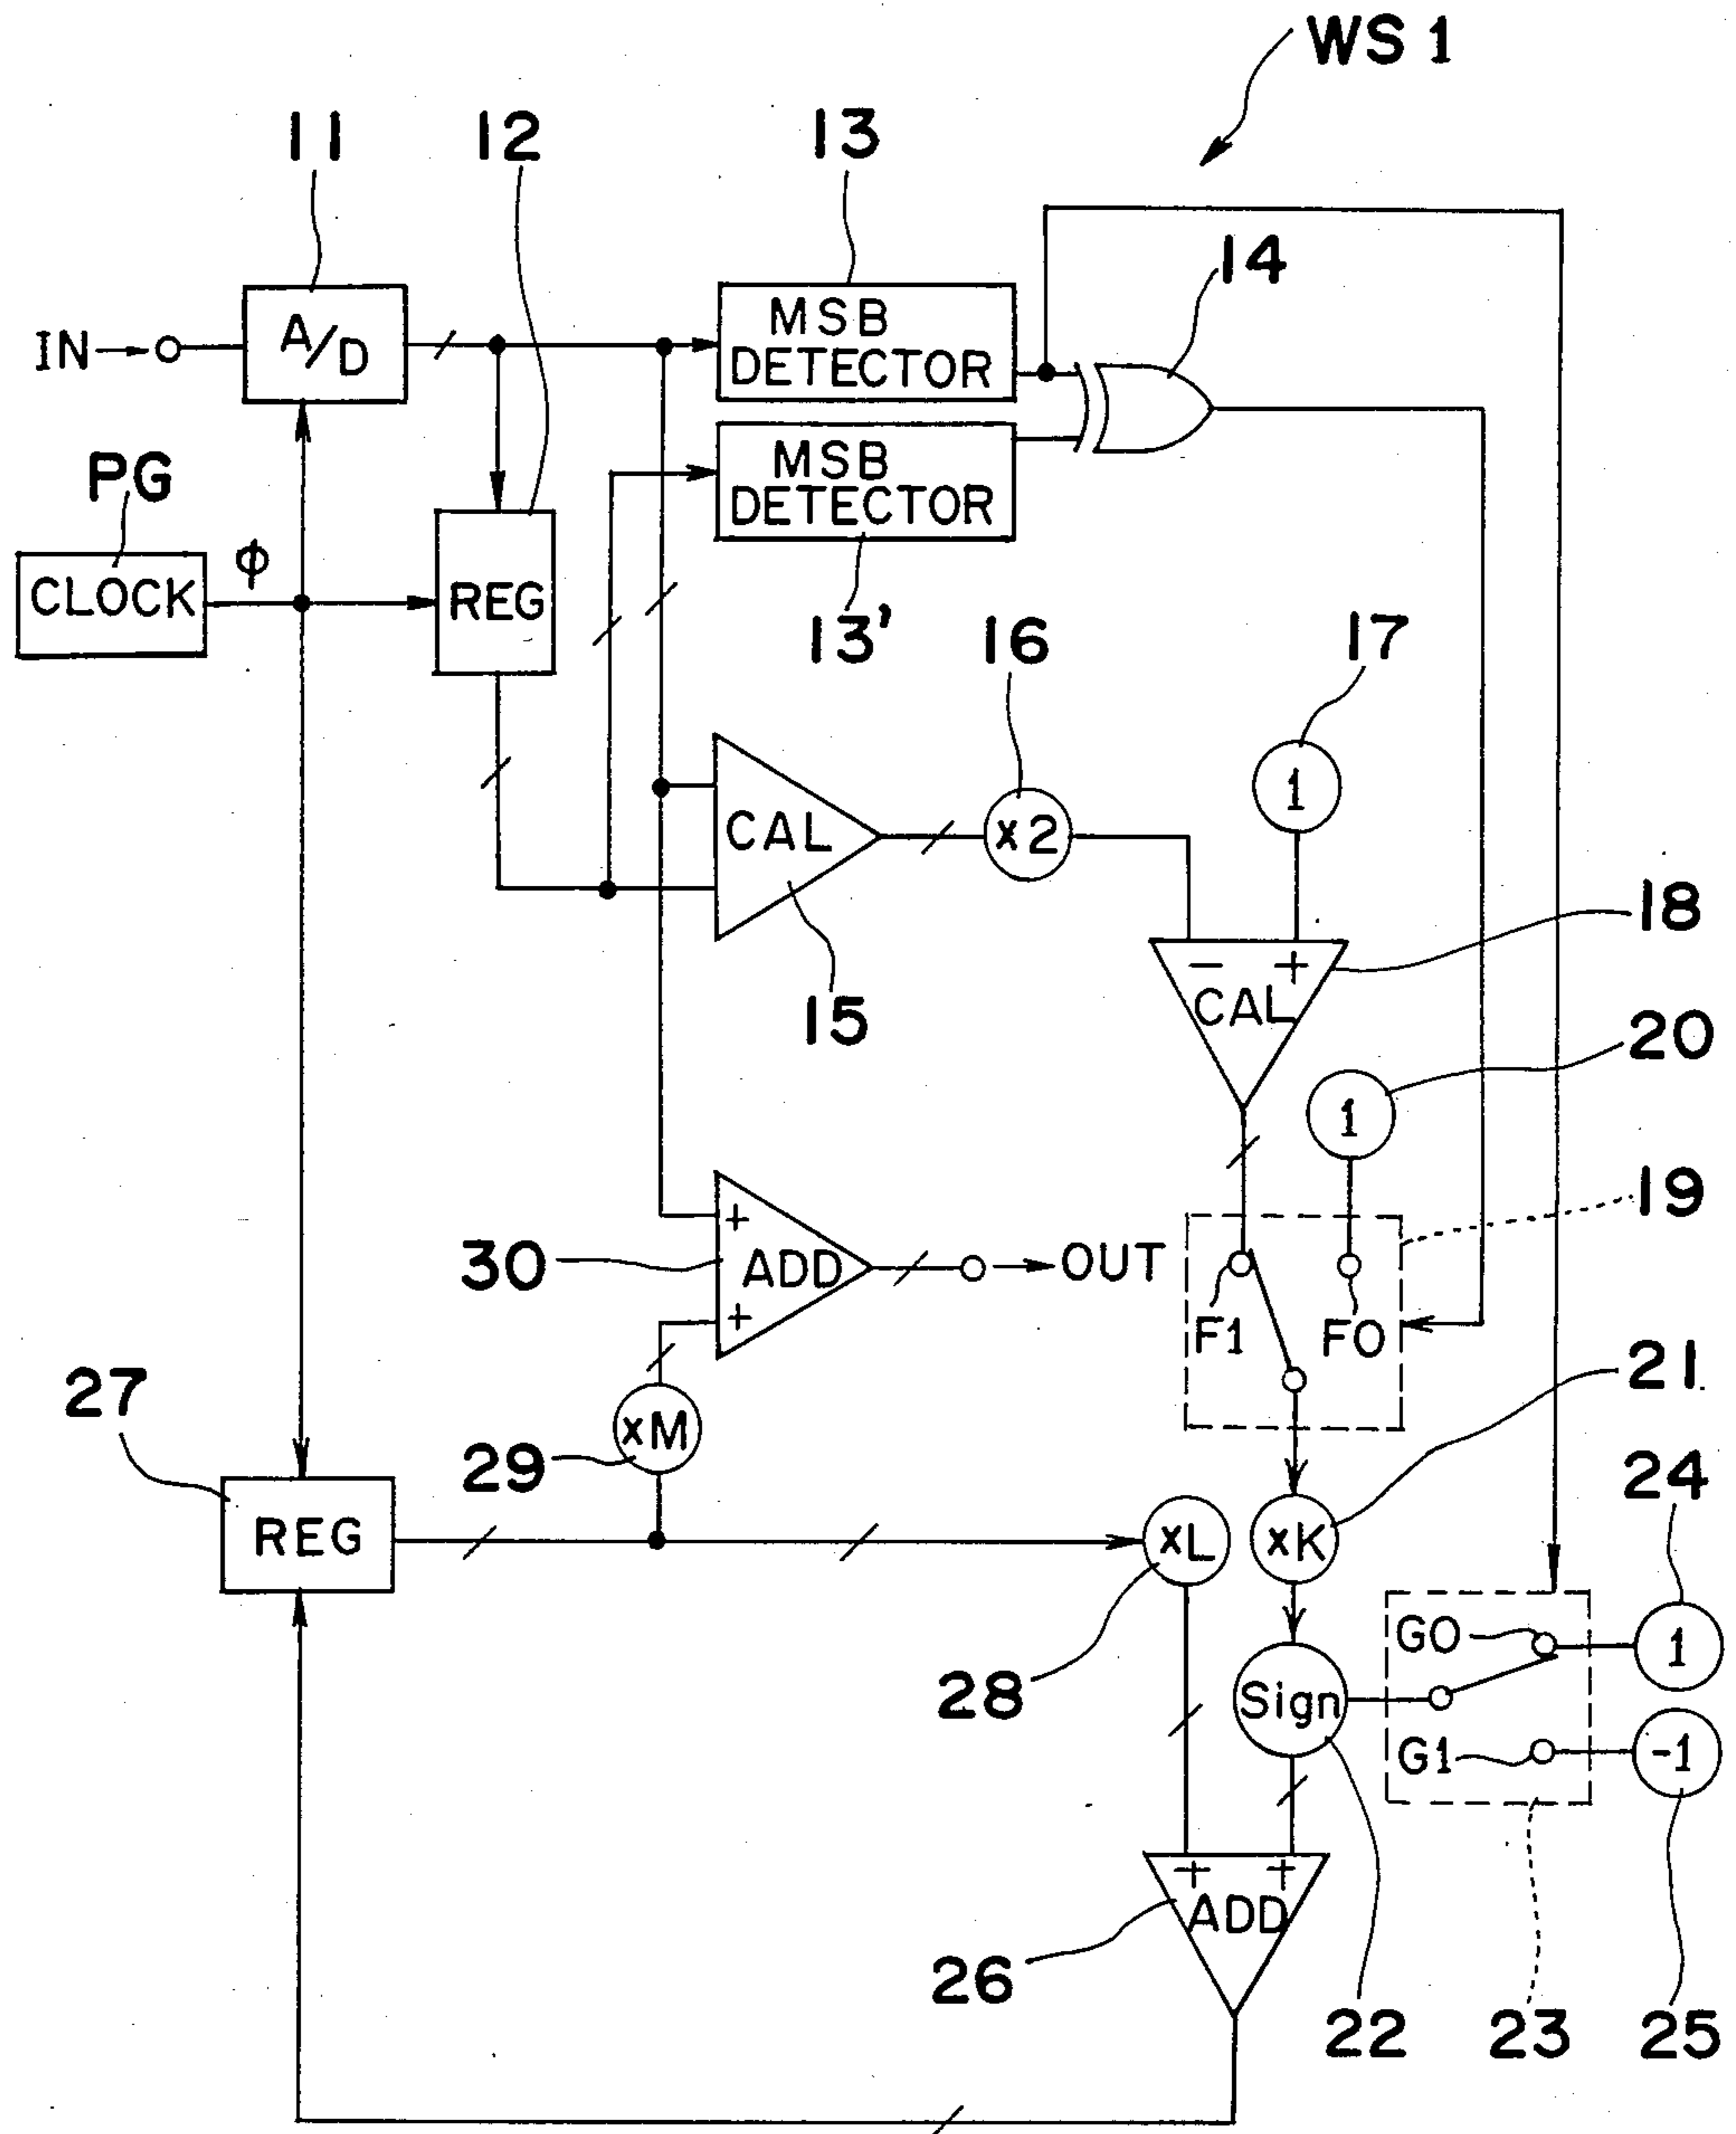 WS 1
11
12
13
14
IN
A/D
MSB
DETECTOR
PG
MSB
DETECTOR
CLOCK
φ
REG
13'
16
17
1
CAL
x2
18
15
- +
CAL
20
1
19
30
+
ADD
+
OUT
F1
F0
27
21
xM
29
24
REG
xL
xK
G0
1
28
Sign
G1
-1
+ +
ADD
26
22
23
25